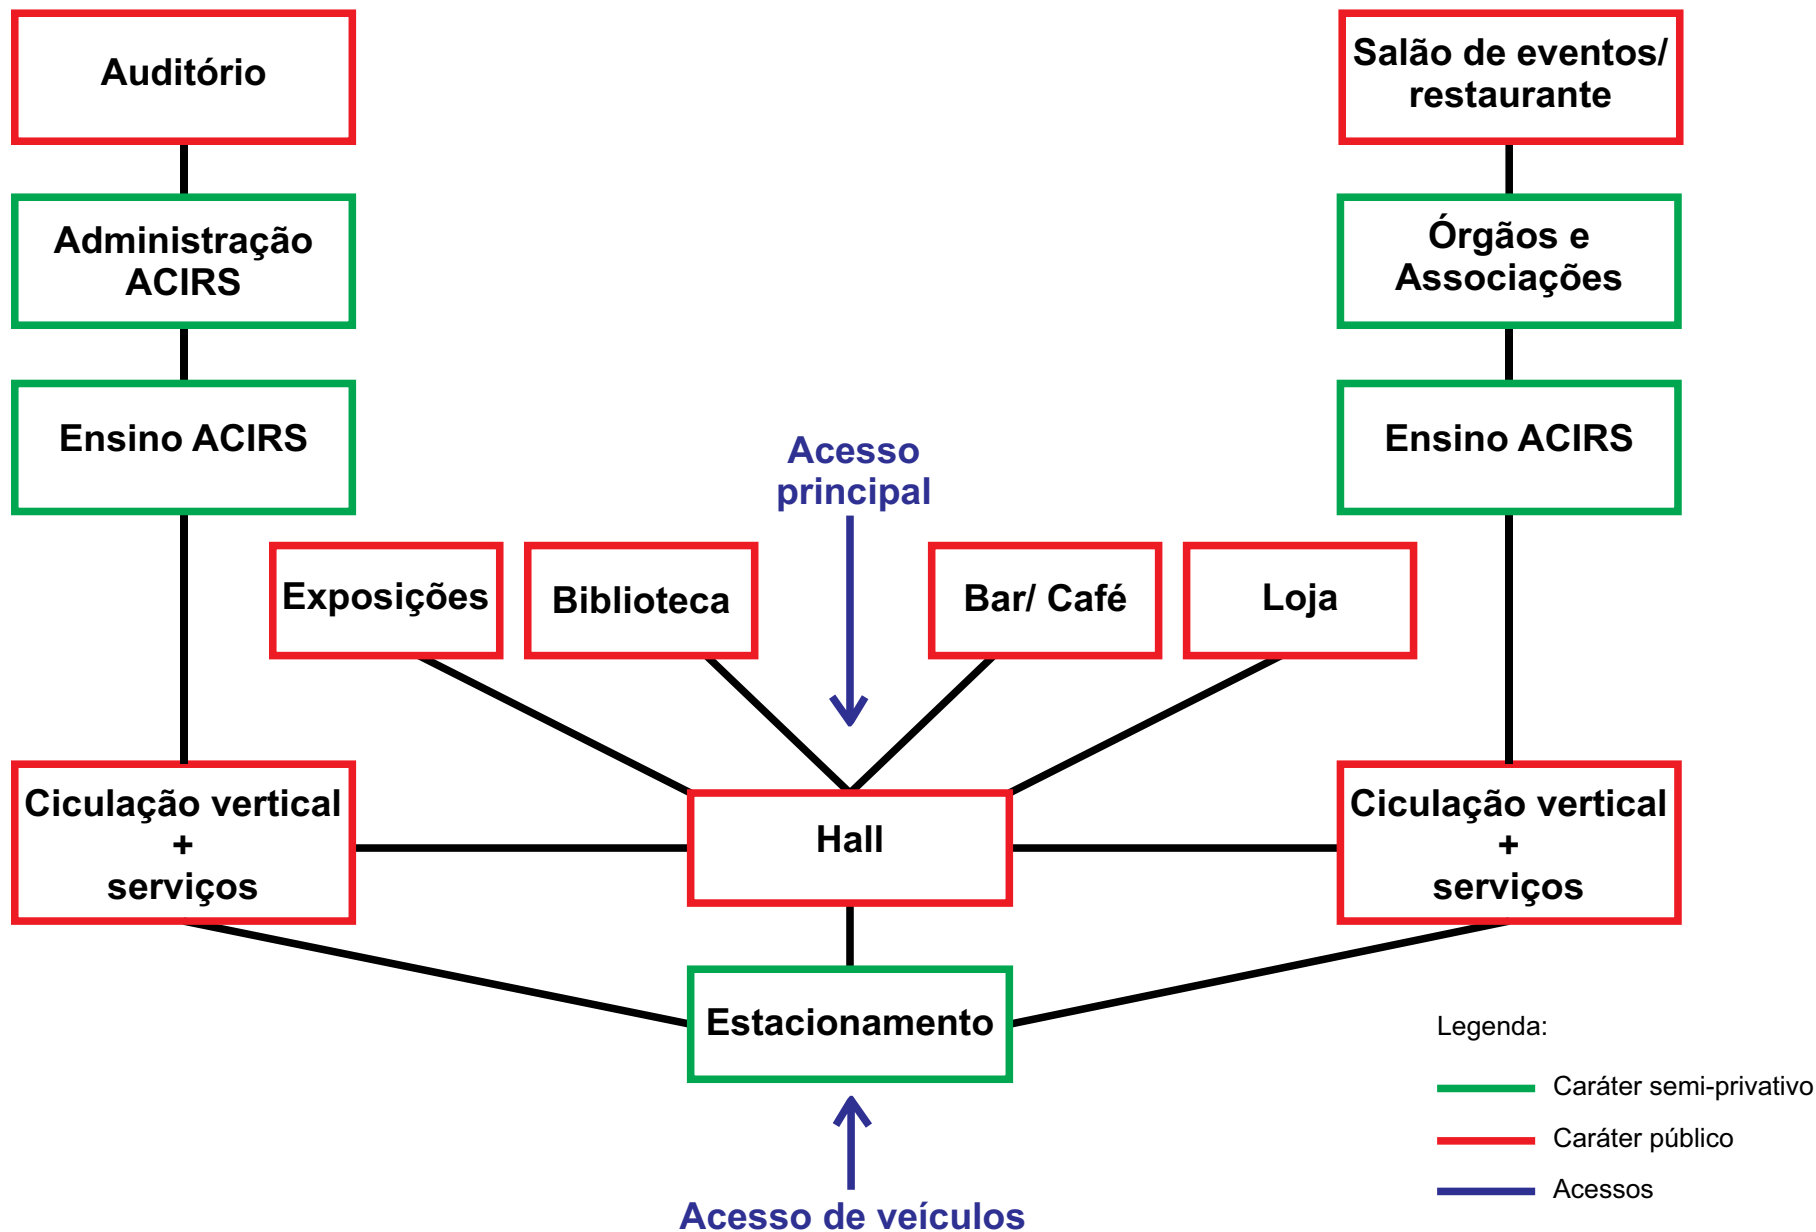 Auditório
Salão de eventos/
restaurante
Administração
ACIRS
Órgãos e
Associações
Ensino ACIRS
Ensino ACIRS
Acesso
principal
Exposições
Biblioteca
Bar/ Café
Loja
Ciculação vertical
+
serviços
Hall
Ciculação vertical
+
serviços
Estacionamento
Acesso de veículos
Legenda:
Caráter semi-privativo
Caráter público
Acessos